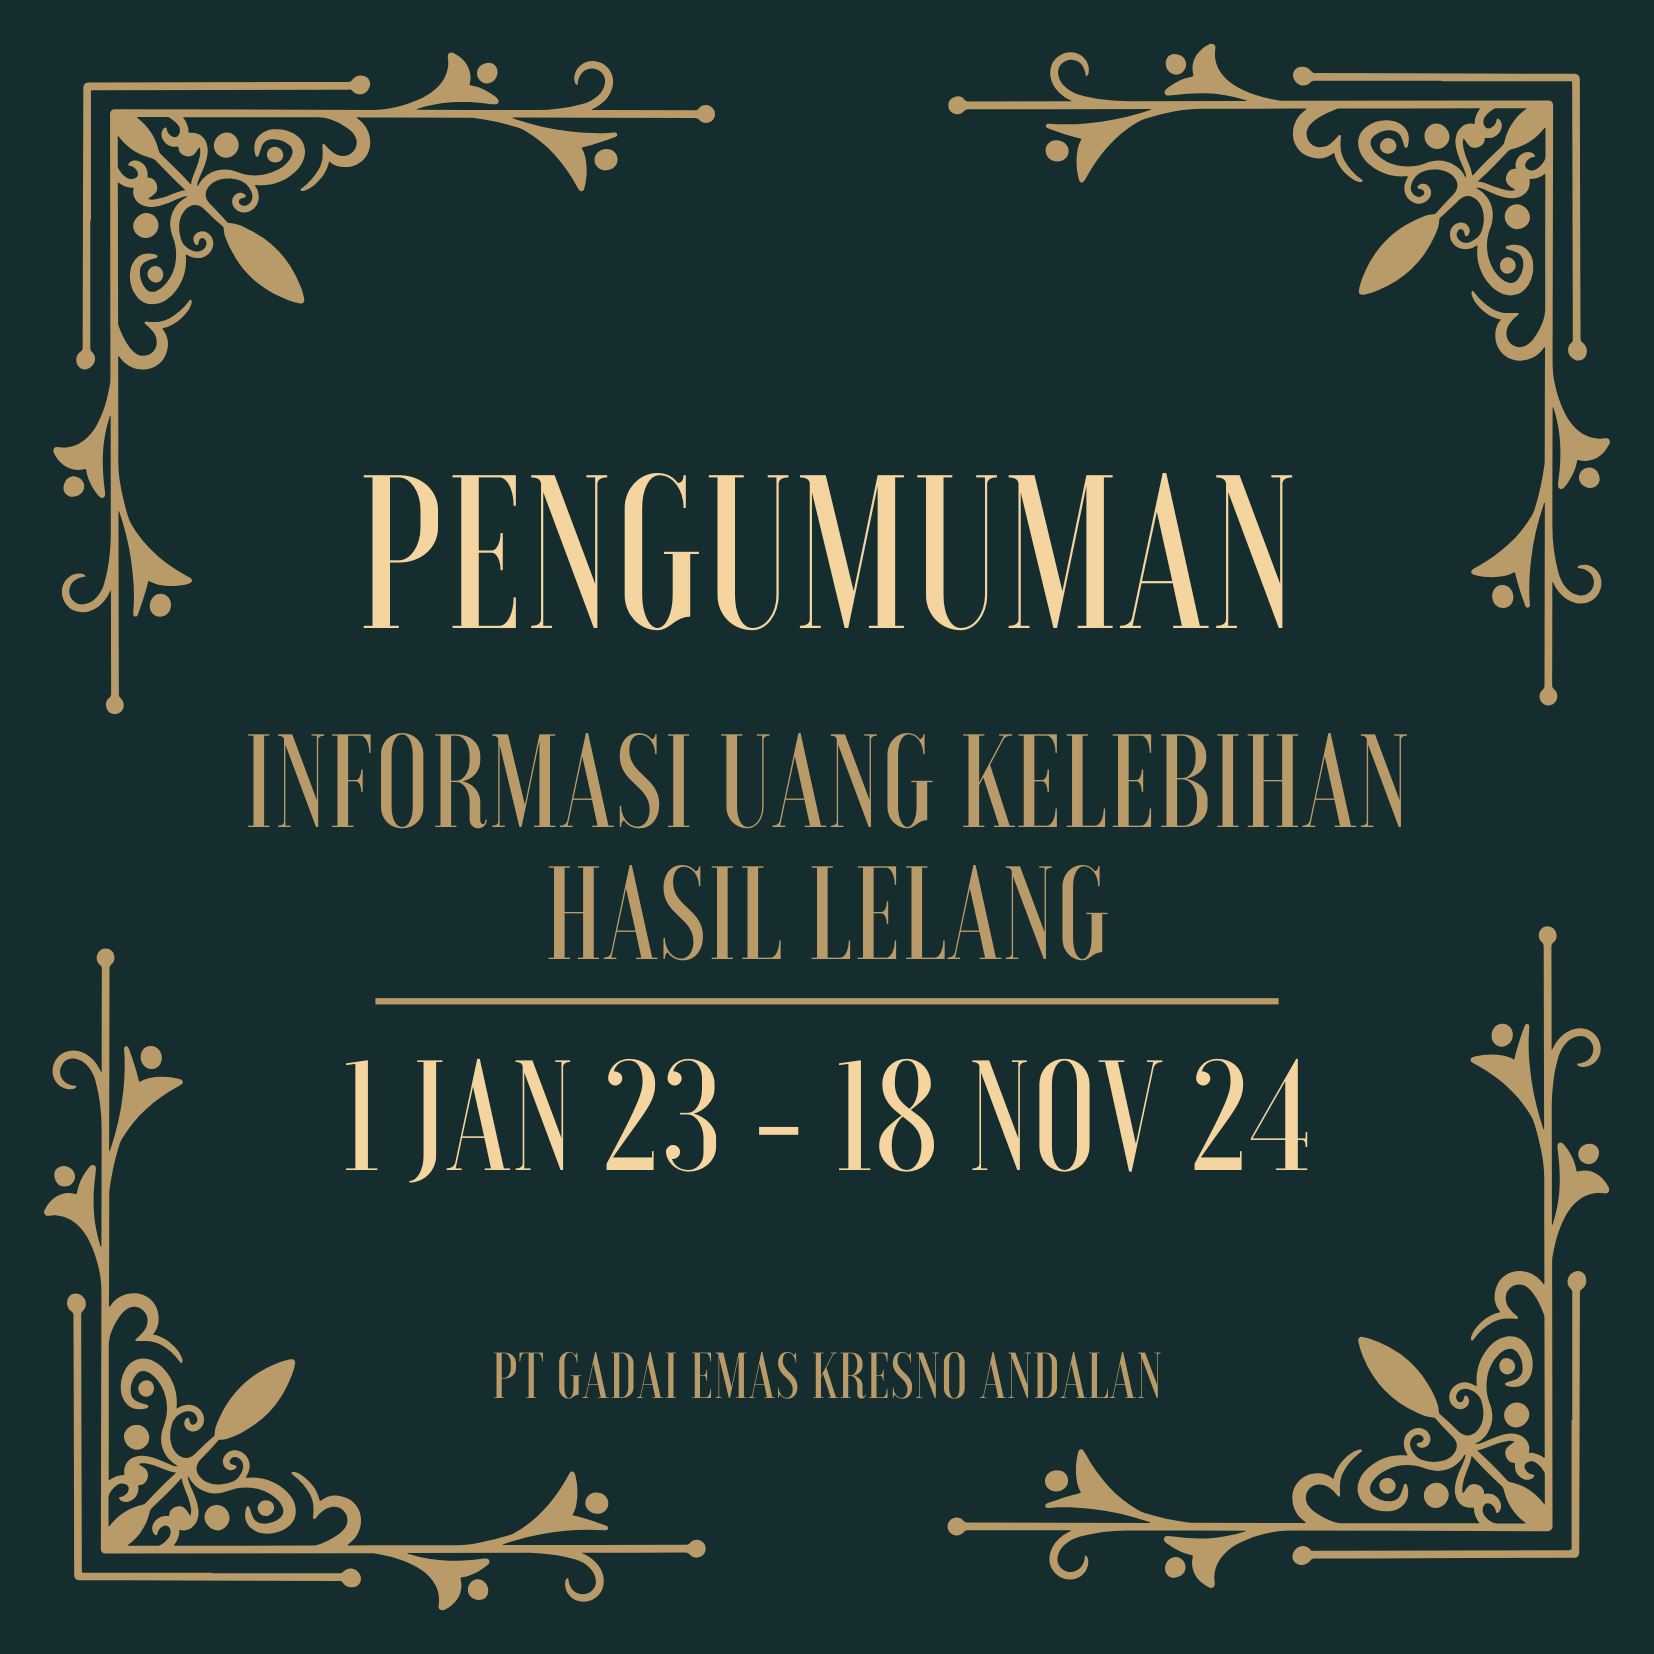 PENGUMUMAN
INFORMASI UANG KELEBIHAN
HASIL LELANG
1 JAN 23 - 18 NOV 24
PT GADAI EMAS KRESNO ANDALAN